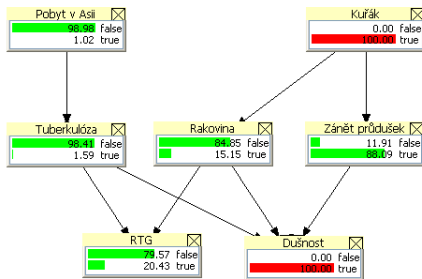 Pobyt v Asii
98.98 false
1.02 true
Kuřák
0.00 false
100.00 true
Tuberkulóza
98.41 false
1.59 true
Rakovina
84.85 false
15.15 true
Zánět průdušek
11.91 false
88.09 true
RTG
79.57 false
20.43 true
Dušnost
0.00 false
100.00 true